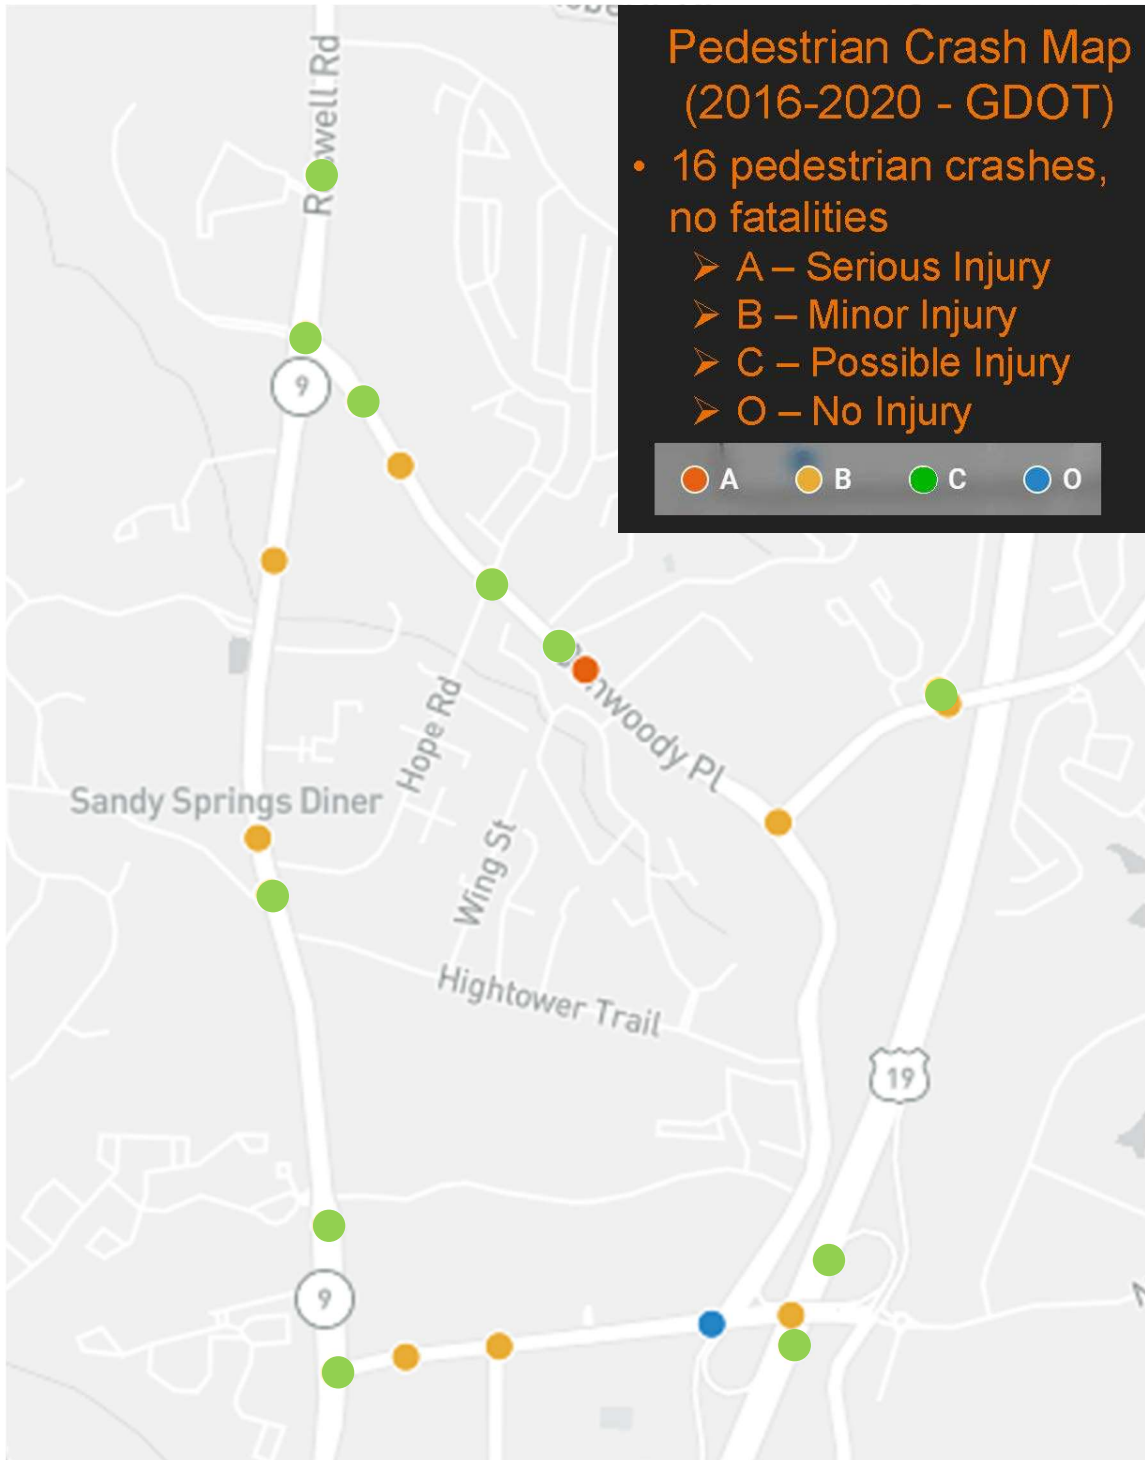 Pedestrian Crash Map
(2016-2020 - GDOT)
• 16 pedestrian crashes,
no fatalities
➢ A – Serious Injury
➢ B – Minor Injury
➢ C – Possible Injury
➢ O – No Injury
A B C O
9
Sandy Springs Diner
Hope Rd
Wing St
Hightower Trail
19
9